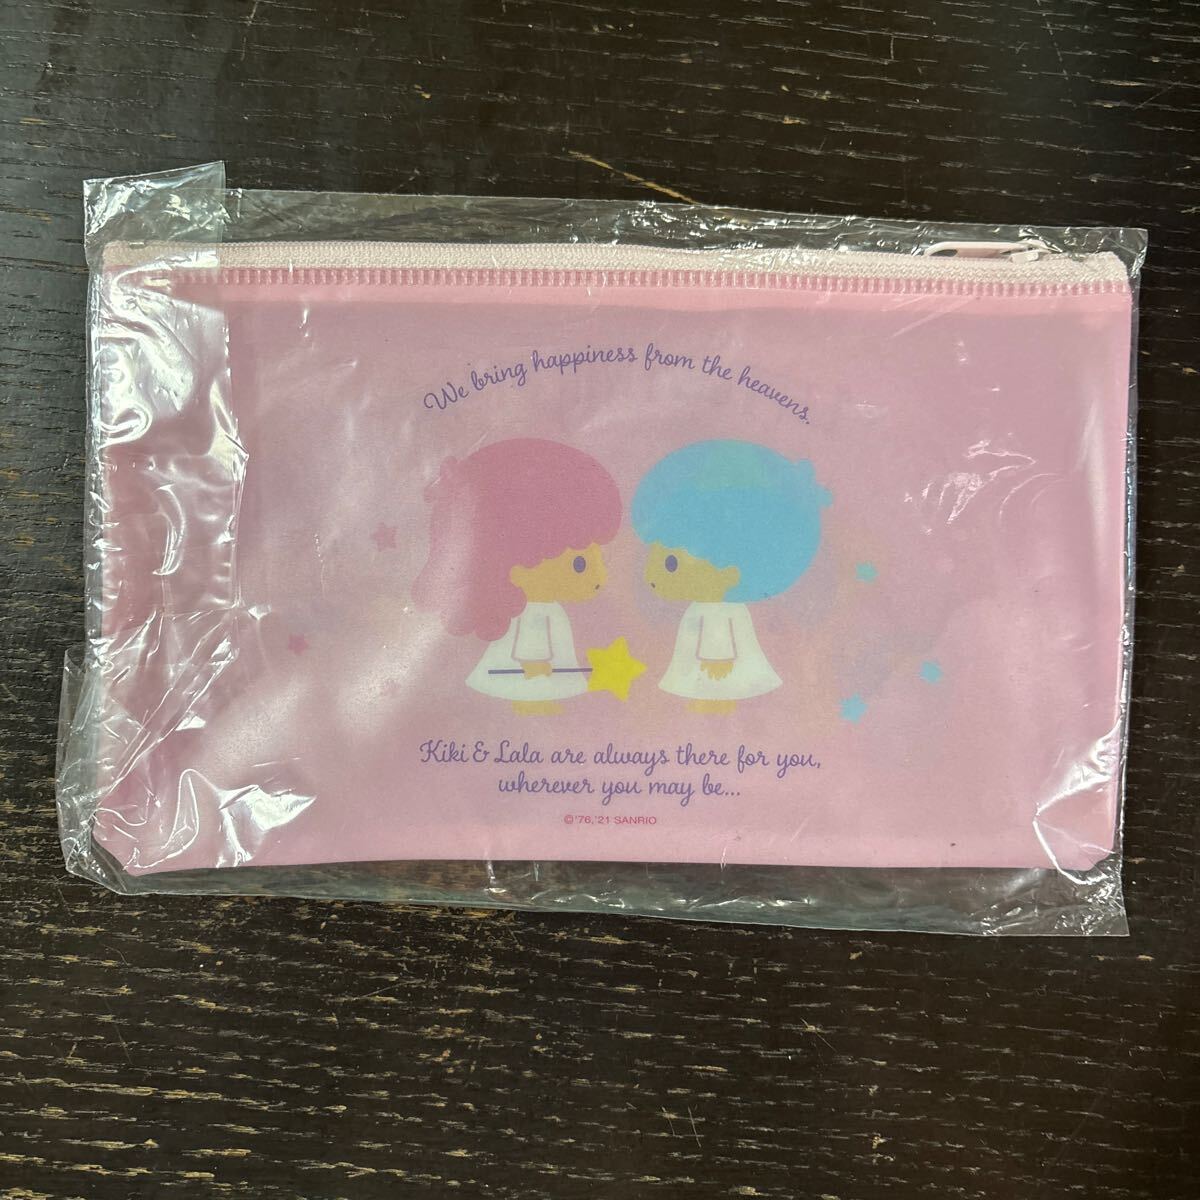 We bring happiness from the heavens.
Kiki & Lala are always there for you,
wherever you may be...
©'76,'21 SANRIO